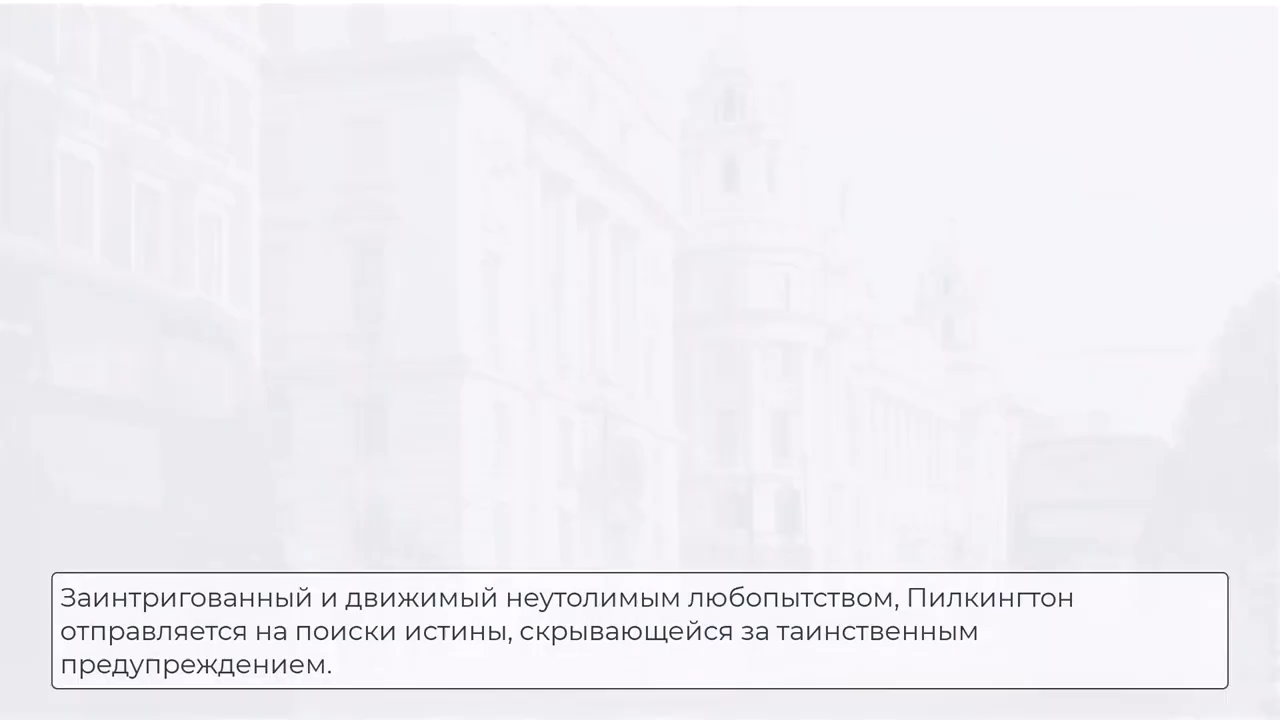 Заинтригованный и движимый неутолимым любопытством, Пилкингтон
отправляется на поиски истины, скрывающейся за таинственным
предупреждением.